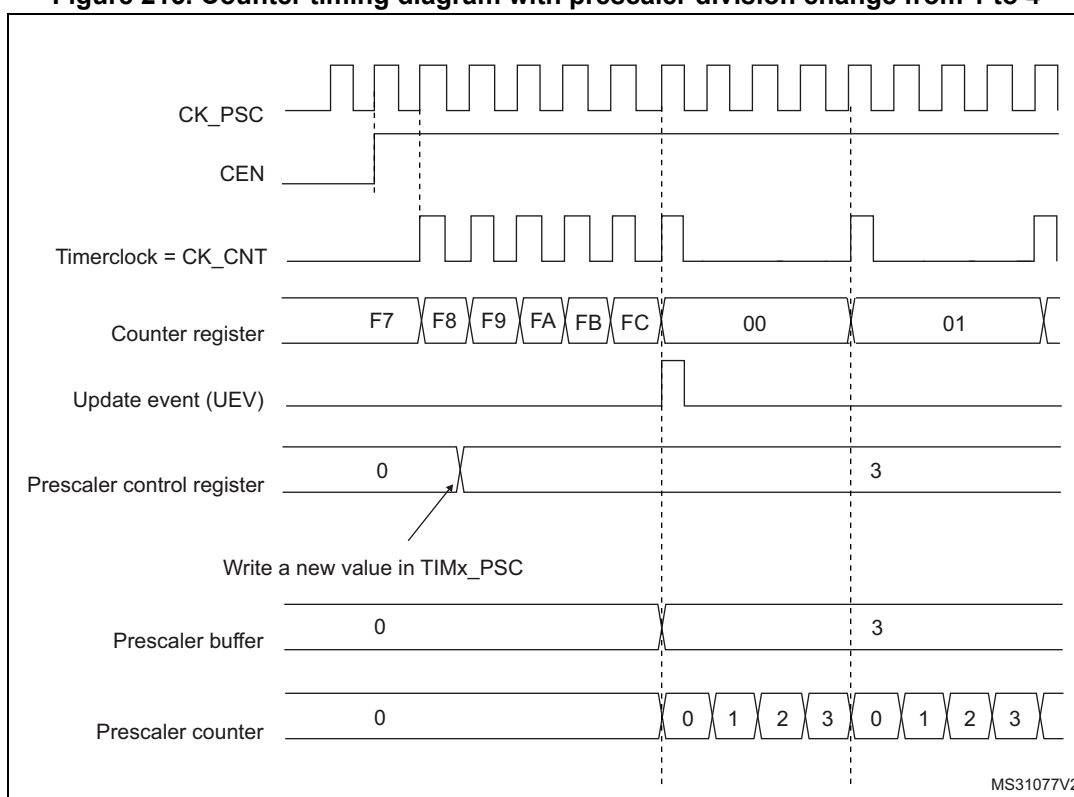 Figure 213. Counter timing diagram with prescaler division change from 1 to 4
CK_PSC
CEN
Timerclock = CK_CNT
Counter register F7 F8 F9 FA FB FC 00 01
Update event (UEV)
Prescaler control register 0 3
Write a new value in TIMx_PSC
Prescaler buffer 0 3
Prescaler counter 0 0 1 2 3 0 1 2 3
MS31077V2